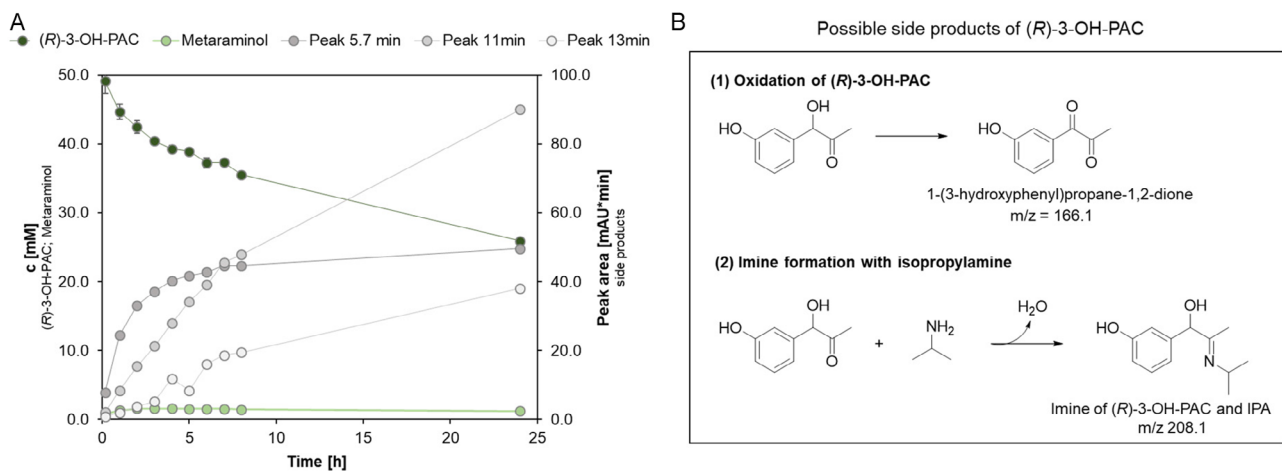 A
(R)-3-OH-PAC Metaraminol Peak 5.7 min Peak 11min Peak 13min
50.0
40.0
30.0
20.0
10.0
0.0
c [mM]
(R)-3-OH-PAC; Metaraminol
100.0
80.0
60.0
40.0
20.0
0.0
Peak area [mAU*min]
side products
0 5 10 15 20 25
Time [h]
B
Possible side products of (R)-3-OH-PAC
(1) Oxidation of (R)-3-OH-PAC
OH
HO
O
O
HO
O
1-(3-hydroxyphenyl)propane-1,2-dione
m/z = 166.1
(2) Imine formation with isopropylamine
OH
HO
O
+
NH2
H2O
OH
HO
N
Imine of (R)-3-OH-PAC and IPA
m/z 208.1